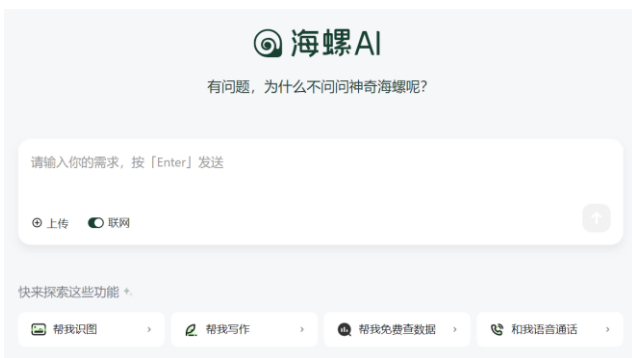 海螺AI
有问题，为什么不问问神奇海螺呢？
请输入你的需求，按「Enter」发送
上传 联网
快来探索这些功能
帮我识图 帮我写作 帮我免费查数据 和我语音通话